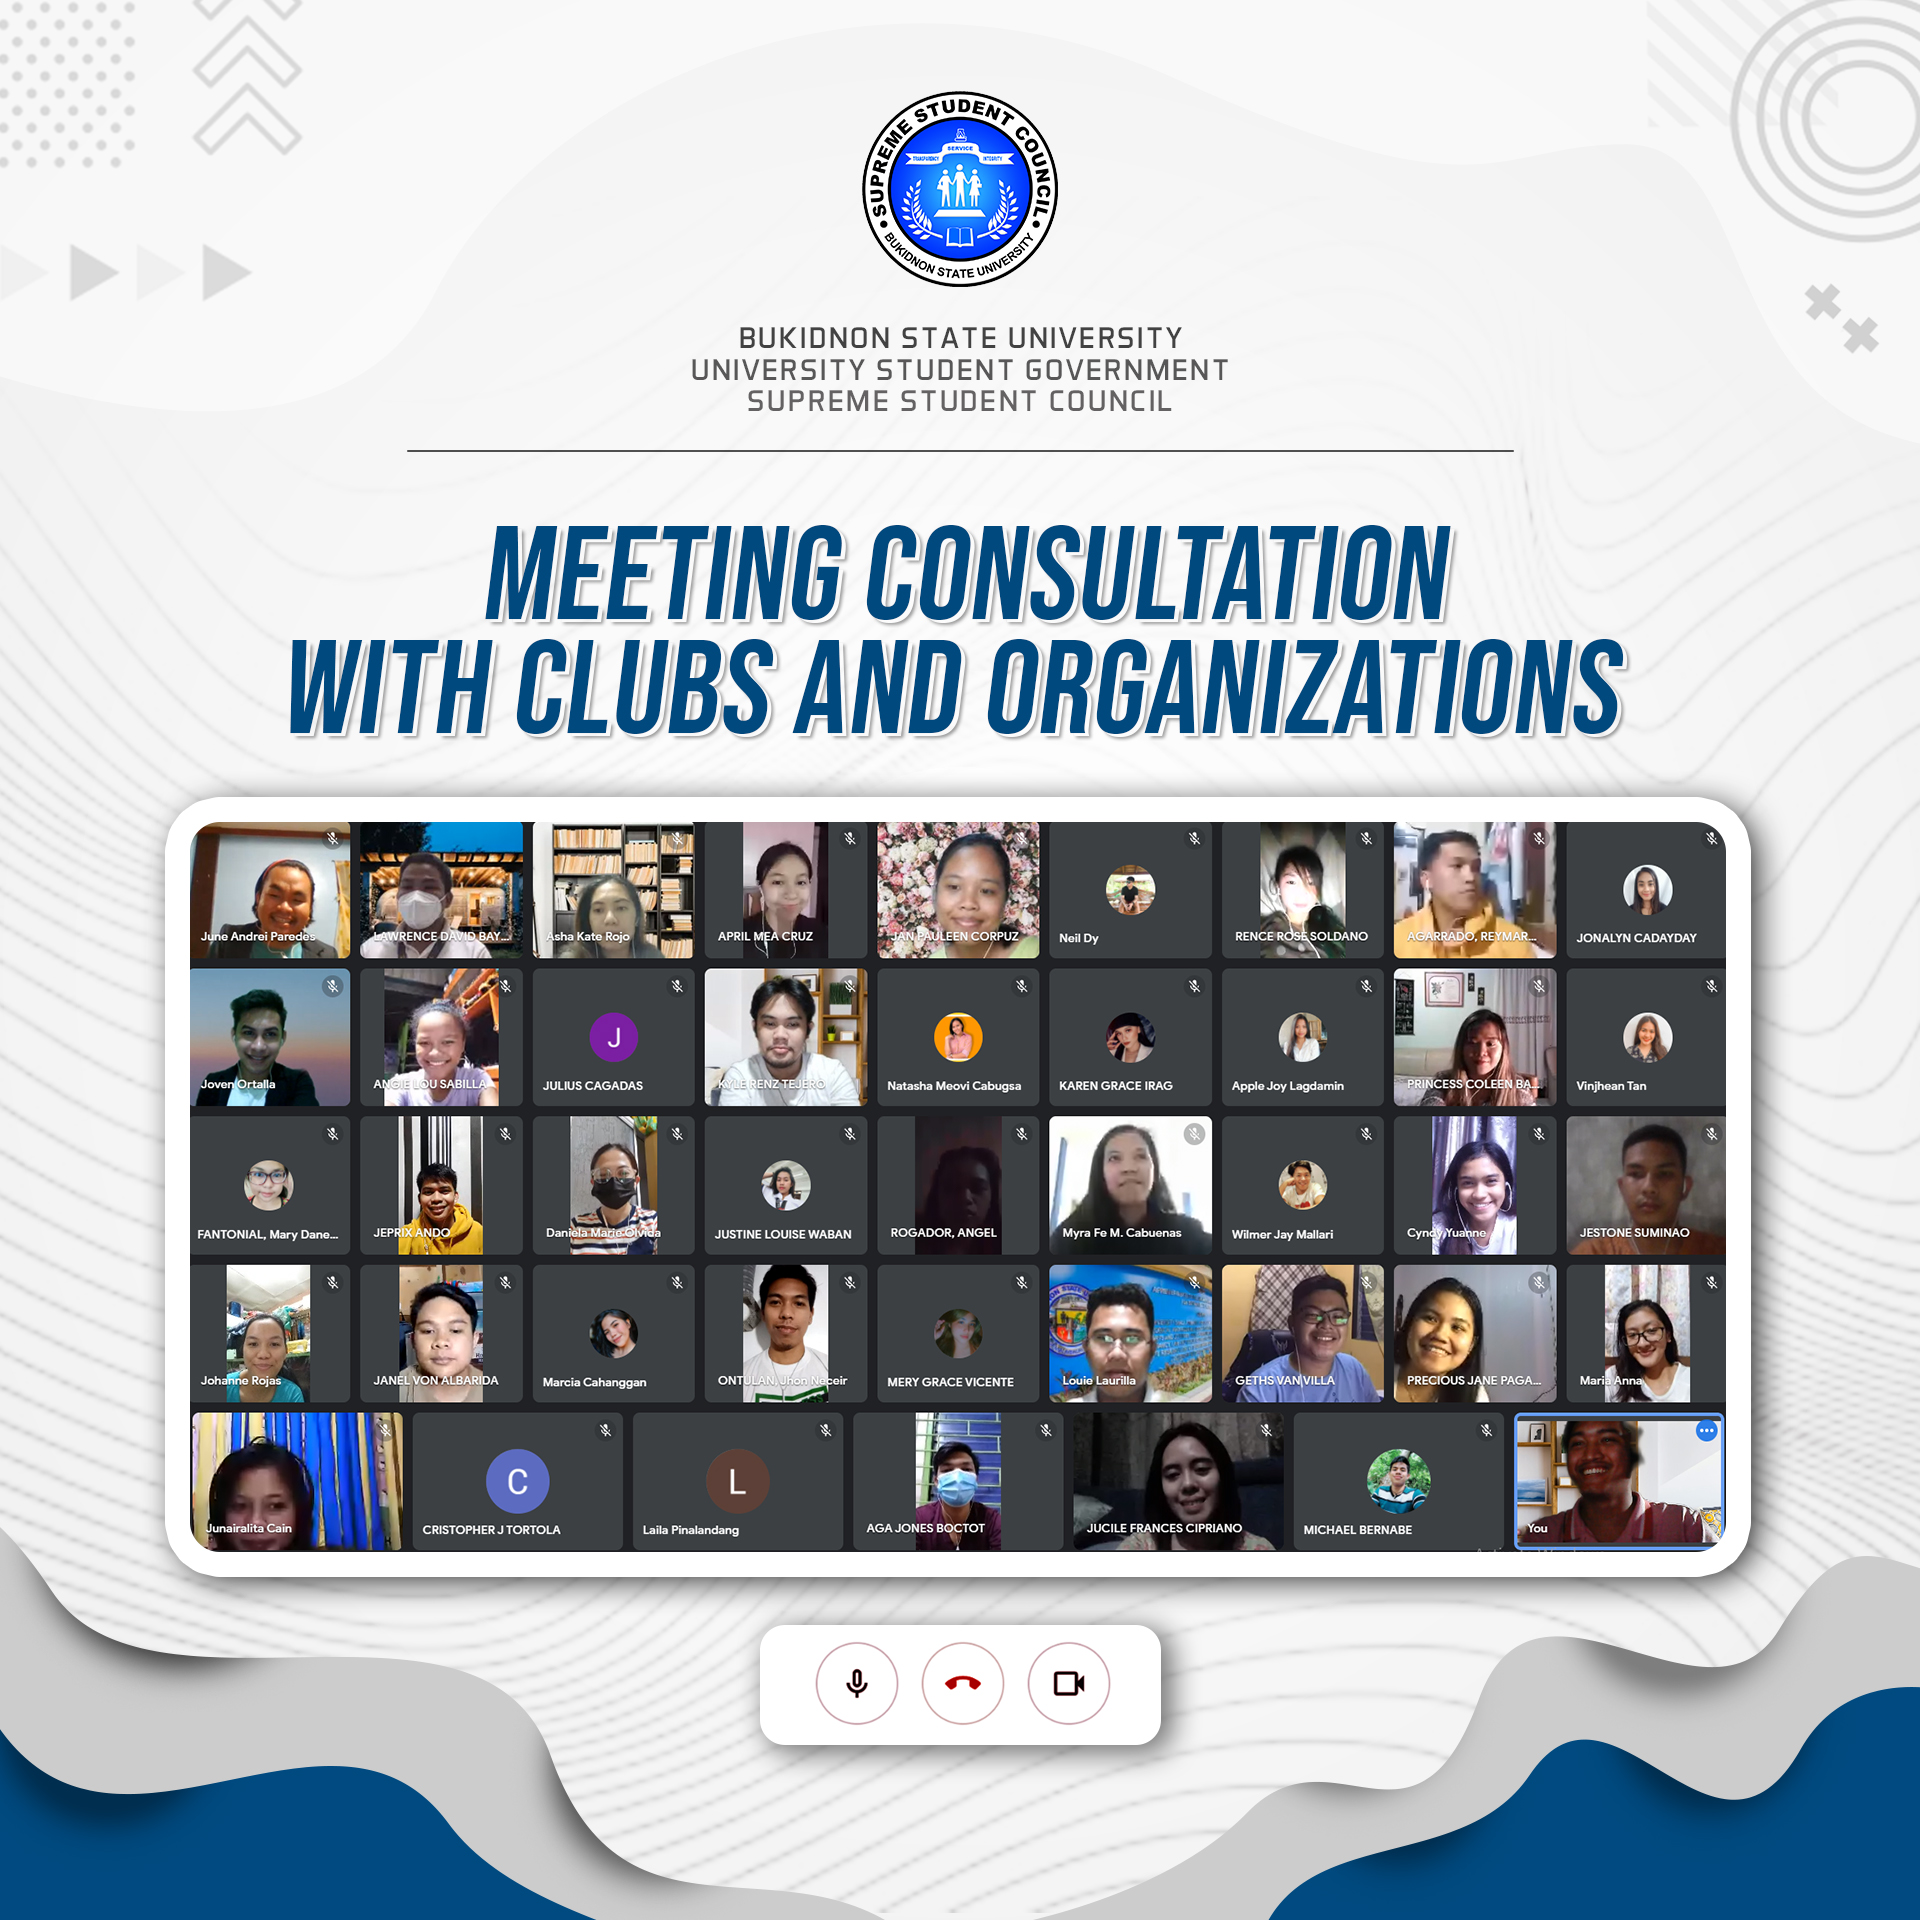 SUPREME STUDENT COUNCIL
SERVICE
TRANSPARENCY
INTEGRITY
BUKIDNON STATE UNIVERSITY
BUKIDNON STATE UNIVERSITY
UNIVERSITY STUDENT GOVERNMENT
SUPREME STUDENT COUNCIL
MEETING CONSULTATION
WITH CLUBS AND ORGANIZATIONS
June Andrei Paredes
LAWRENCE DAVID BAY...
Asha Kate Rojo
APRIL MEA CRUZ
JAN PAULEEN CORPUZ
Neil Dy
RENCE ROSE SOLDANO
AGARRADO, REYMAR...
JONALYN CADAYDAY
Joven Ortalla
ANGIE LOU SABILLA
J
JULIUS CAGADAS
KYLE RENZ TEJERO
Natasha Meovi Cabugsa
KAREN GRACE IRAG
Apple Joy Lagdamin
PRINCESS COLEEN BA...
Vinjhean Tan
FANTONIAL, Mary Dane...
JEPRIX ANDO
Daniela Marie Olvida
JUSTINE LOUISE WABAN
ROGADOR, ANGEL
Myra Fe M. Cabuenas
Wilmer Jay Mallari
Cyndy Yuanne
JESTONE SUMINAO
Johanne Rojas
JANEL VON ALBARIDA
Marcia Cahanggan
ONTULAN, Jhon Neceir
MERY GRACE VICENTE
Louie Laurilla
GETHS VAN VILLA
PRECIOUS JANE PAGA...
Maria Anna
Junairalita Cain
C
CRISTOPHER J TORTOLA
L
Laila Pinalandang
AGA JONES BOCTOT
JUCILE FRANCES CIPRIANO
MICHAEL BERNABE
You